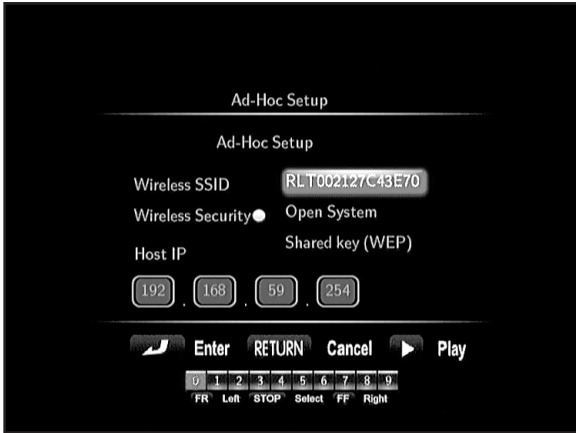 Ad-Hoc Setup
Ad-Hoc Setup
Wireless SSID RLT002127C43E70
Wireless Security Open System
Shared key (WEP)
Host IP
192 . 168 . 59 . 254
Enter RETURN Cancel Play
0 1 2 3 4 5 6 7 8 9
FR Left STOP Select FF Right